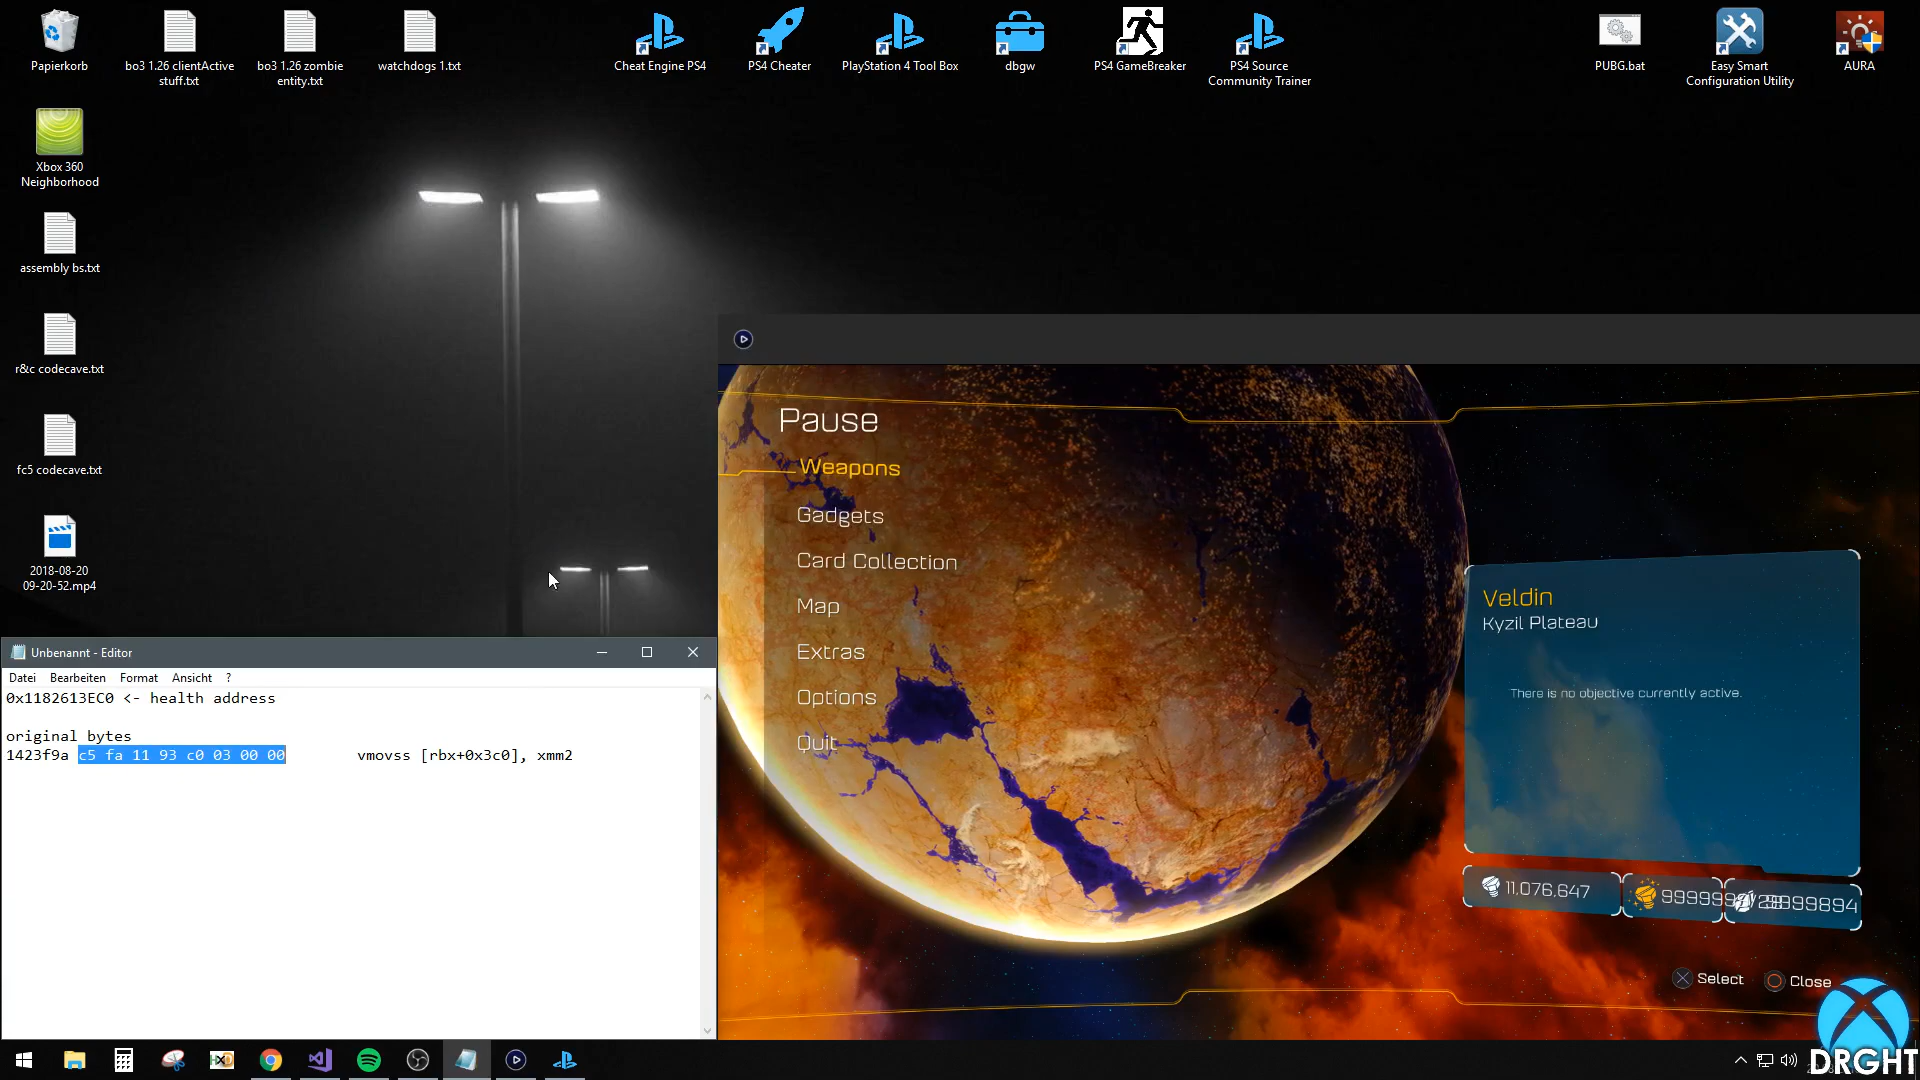 Papierkorb
bo3 1.26 clientActive
stuff.txt
bo3 1.26 zombie
entity.txt
watchdogs 1.txt
Cheat Engine PS4
PS4 Cheater
PlayStation 4 Tool Box
dbgw
PS4 GameBreaker
PS4 Source
Community Trainer
PUBG.bat
Easy Smart
Configuration Utility
AURA
Xbox 360
Neighborhood
assembly bs.txt
r&c codecave.txt
fc5 codecave.txt
2018-08-20
09-20-52.mp4
Pause
Weapons
Gadgets
Card Collection
Map
Extras
Options
Quit
Veldin
Kyzil Plateau
There is no objective currently active.
11,076,647
Select
Close
Unbenannt - Editor
Datei Bearbeiten Format Ansicht ?
0x1182613EC0 <- health address
original bytes
1423f9a c5 fa 11 93 c0 03 00 00 vmovss [rbx+0x3c0], xmm2
DRGHT